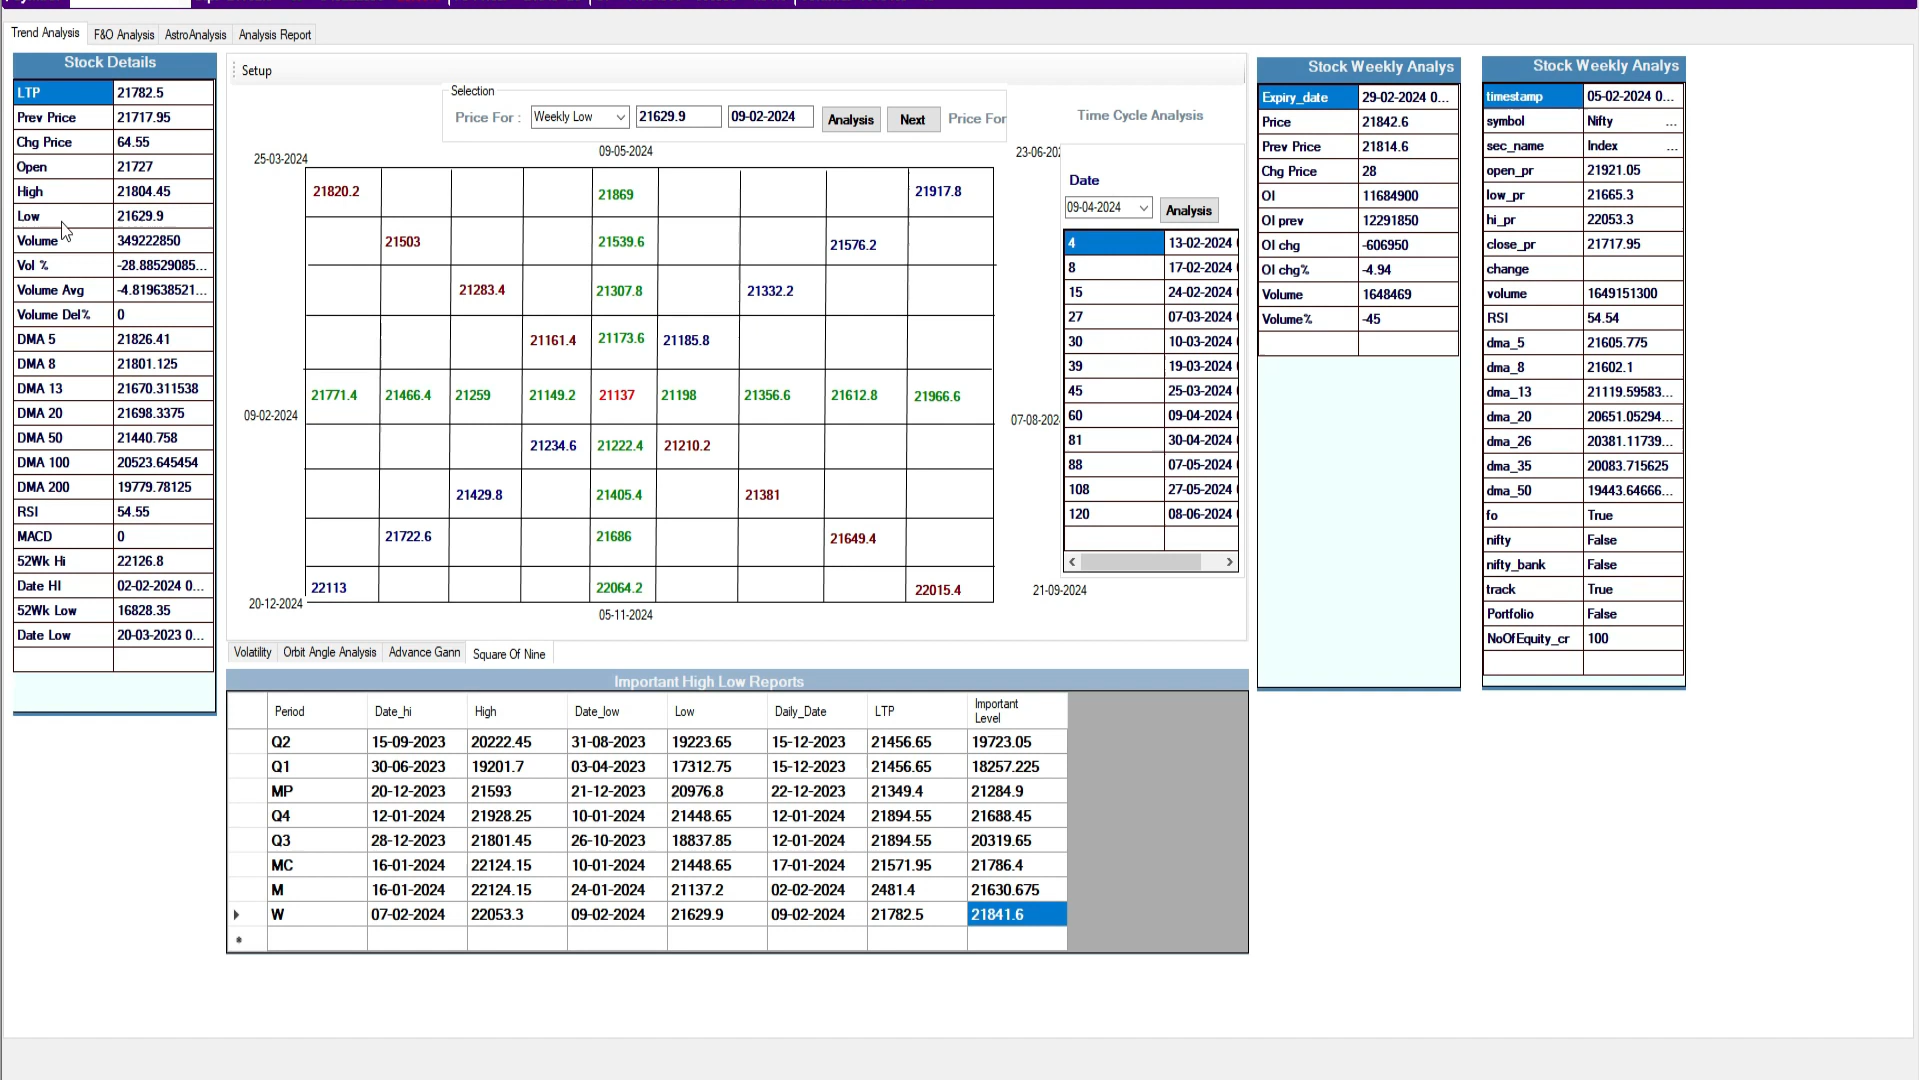 Trend Analysis F&O Analysis AstroAnalysis Analysis Report
Stock Details
LTP 21782.5
Prev Price 21717.95
Chg Price 64.55
Open 21727
High 21804.45
Low 21629.9
Volume 349222850
Vol % -28.88529085...
Volume Avg -4.819638521...
Volume Del% 0
DMA 5 21826.41
DMA 8 21801.125
DMA 13 21670.311538
DMA 20 21698.3375
DMA 50 21440.758
DMA 100 20523.645454
DMA 200 19779.78125
RSI 54.55
MACD 0
52Wk Hi 22126.8
Date HI 02-02-2024 0...
52Wk Low 16828.35
Date Low 20-03-2023 0...
Setup
Selection
Price For : Weekly Low 21629.9 09-02-2024 Analysis Next Price For
25-03-2024 09-05-2024 23-06-202
21820.2 21869 21917.8
21503 21539.6 21576.2
21283.4 21307.8 21332.2
21161.4 21173.6 21185.8
09-02-2024 21771.4 21466.4 21259 21149.2 21137 21198 21356.6 21612.8 21966.6 07-08-202
21234.6 21222.4 21210.2
21429.8 21405.4 21381
21722.6 21686 21649.4
22113 22064.2 22015.4
20-12-2024 05-11-2024 21-09-2024
Time Cycle Analysis
Date
09-04-2024 Analysis
4 13-02-2024
8 17-02-2024
15 24-02-2024
27 07-03-2024
30 10-03-2024
39 19-03-2024
45 25-03-2024
60 09-04-2024
81 30-04-2024
88 07-05-2024
108 27-05-2024
120 08-06-2024
Volatility Orbit Angle Analysis Advance Gann Square Of Nine
Important High Low Reports
Period Date_hi High Date_low Low Daily_Date LTP Important Level
Q2 15-09-2023 20222.45 31-08-2023 19223.65 15-12-2023 21456.65 19723.05
Q1 30-06-2023 19201.7 03-04-2023 17312.75 15-12-2023 21456.65 18257.225
MP 20-12-2023 21593 21-12-2023 20976.8 22-12-2023 21349.4 21284.9
Q4 12-01-2024 21928.25 10-01-2024 21448.65 12-01-2024 21894.55 21688.45
Q3 28-12-2023 21801.45 26-10-2023 18837.85 12-01-2024 21894.55 20319.65
MC 16-01-2024 22124.15 10-01-2024 21448.65 17-01-2024 21571.95 21786.4
M 16-01-2024 22124.15 24-01-2024 21137.2 02-02-2024 2481.4 21630.675
W 07-02-2024 22053.3 09-02-2024 21629.9 09-02-2024 21782.5 21841.6
Stock Weekly Analys
Expiry_date 29-02-2024 0...
Price 21842.6
Prev Price 21814.6
Chg Price 28
OI 11684900
OI prev 12291850
OI chg -606950
OI chg% -4.94
Volume 1648469
Volume% -45
Stock Weekly Analys
timestamp 05-02-2024 0...
symbol Nifty ...
sec_name Index ...
open_pr 21921.05
low_pr 21665.3
hi_pr 22053.3
close_pr 21717.95
change
volume 1649151300
RSI 54.54
dma_5 21605.775
dma_8 21602.1
dma_13 21119.59583...
dma_20 20651.05294...
dma_26 20381.11739...
dma_35 20083.715625
dma_50 19443.64666...
fo True
nifty False
nifty_bank False
track True
Portfolio False
NoOfEquity_cr 100